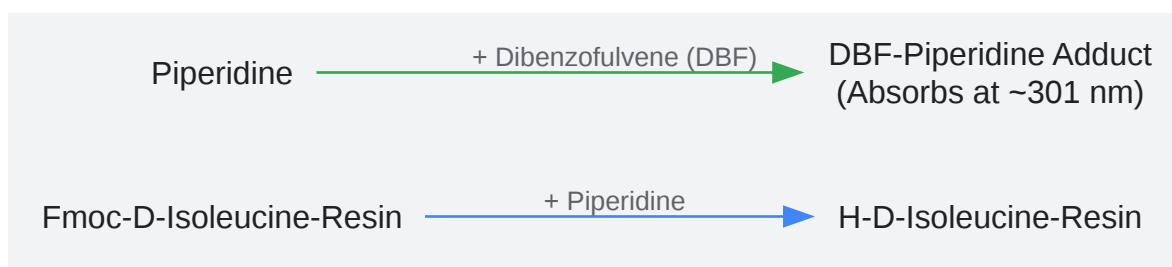 Piperidine
+ Dibenzofulvene (DBF)
DBF-Piperidine Adduct
(Absorbs at ~301 nm)
Fmoc-D-Isoleucine-Resin
+ Piperidine
H-D-Isoleucine-Resin